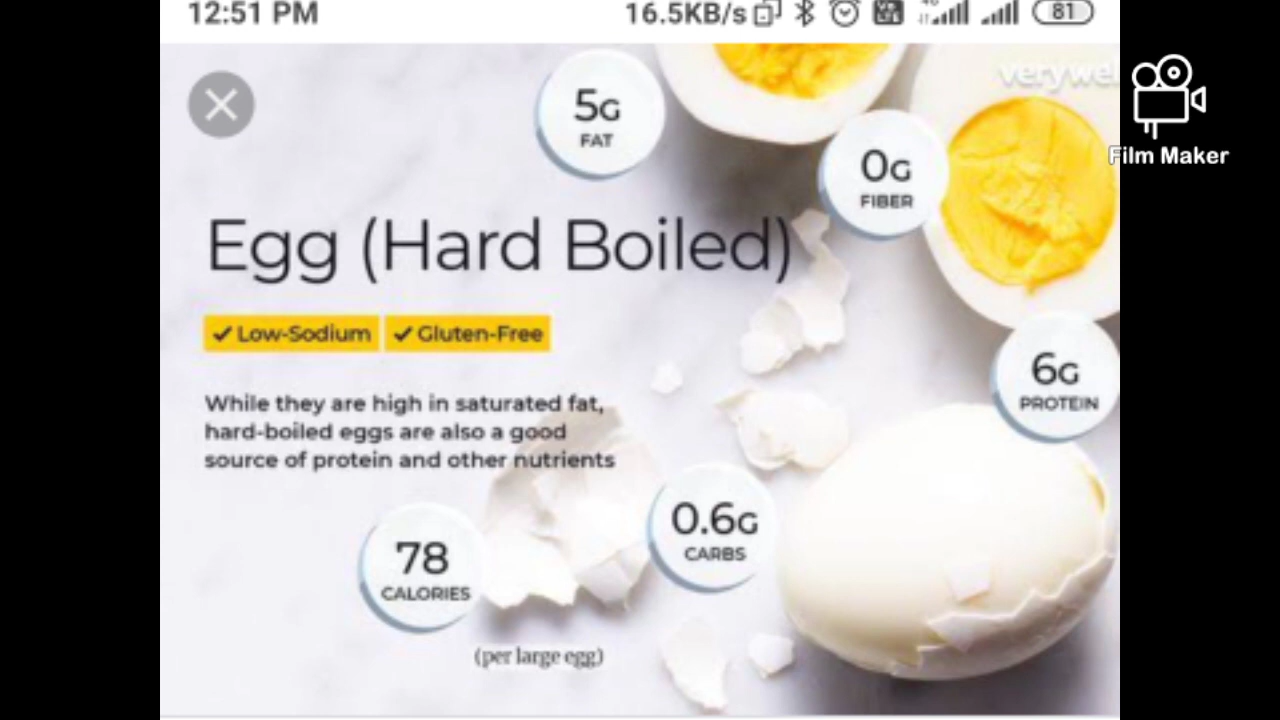 12:51 PM
16.5KB/s
81
verywel
Film Maker
5G
FAT
0G
FIBER
Egg (Hard Boiled)
✓ Low-Sodium ✓ Gluten-Free
6G
PROTEIN
While they are high in saturated fat,
hard-boiled eggs are also a good
source of protein and other nutrients
0.6G
CARBS
78
CALORIES
(per large egg)